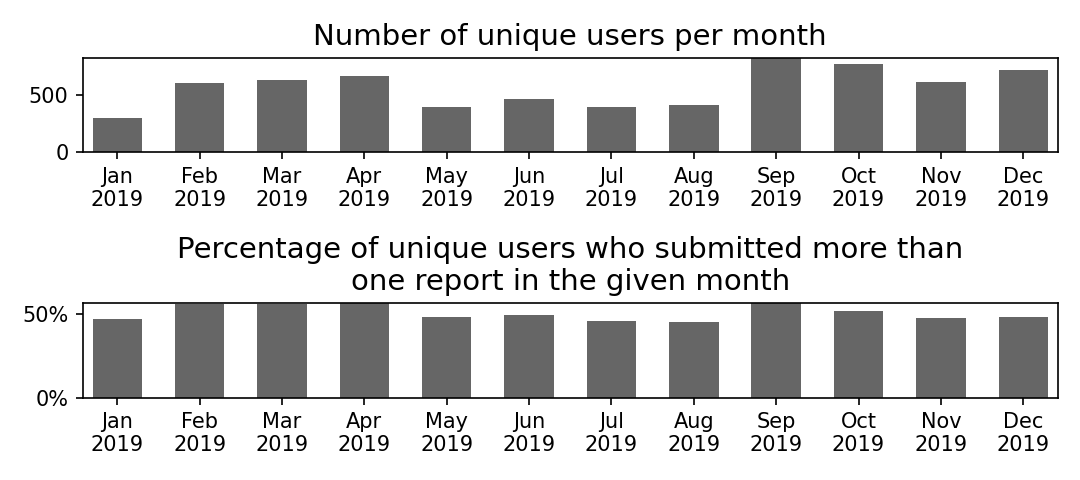 Number of unique users per month
500
0
Jan Feb Mar Apr May Jun Jul Aug Sep Oct Nov Dec
2019 2019 2019 2019 2019 2019 2019 2019 2019 2019 2019 2019
Percentage of unique users who submitted more than
one report in the given month
50%
0%
Jan Feb Mar Apr May Jun Jul Aug Sep Oct Nov Dec
2019 2019 2019 2019 2019 2019 2019 2019 2019 2019 2019 2019